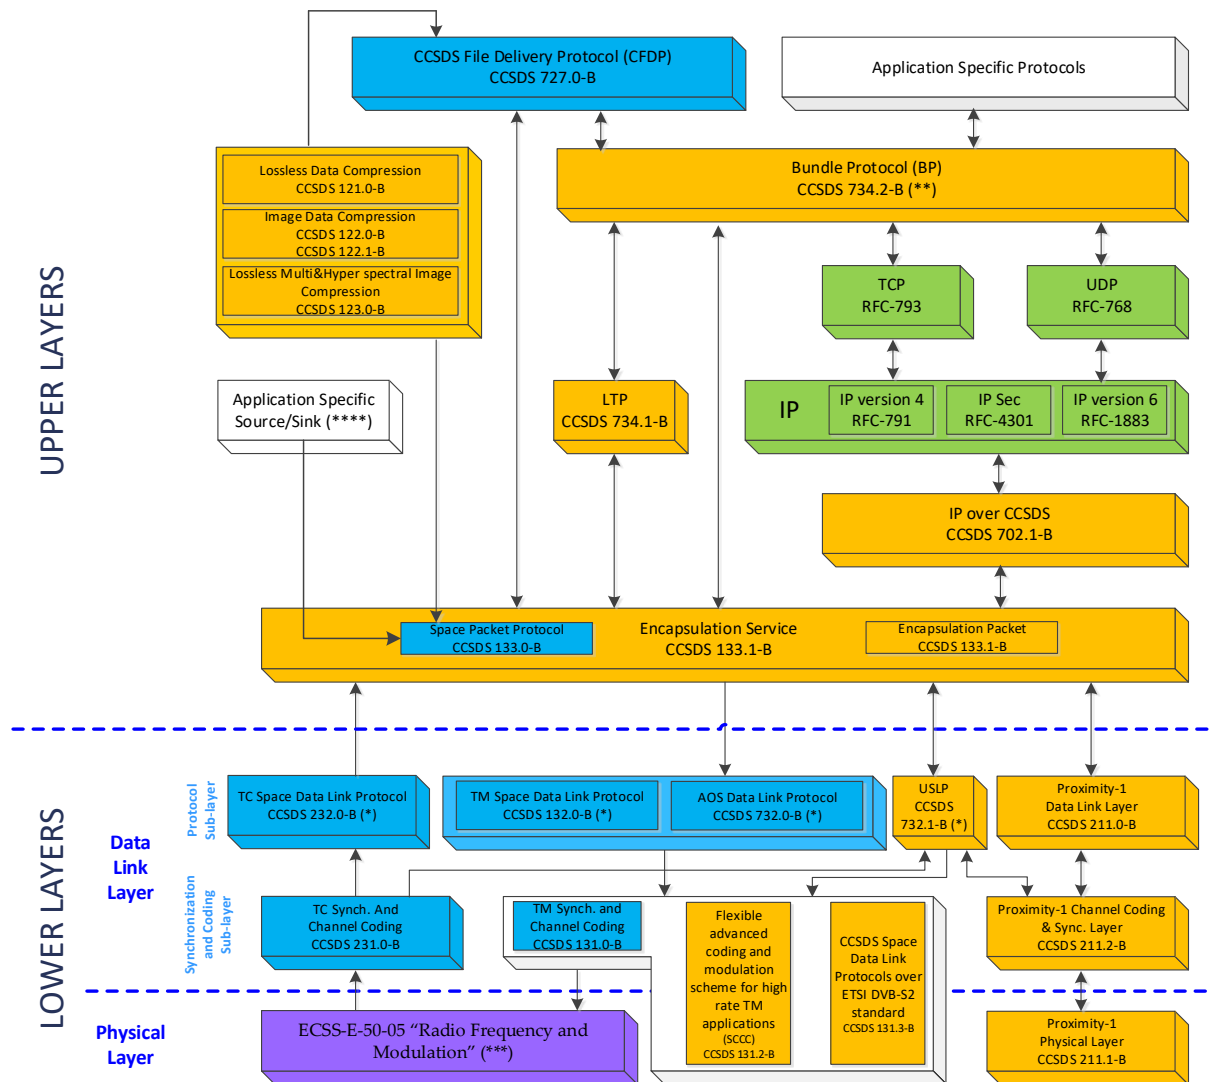 CCSDS File Delivery Protocol (CFDP)
CCSDS 727.0-B
Application Specific Protocols
Lossless Data Compression
CCSDS 121.0-B
Image Data Compression
CCSDS 122.0-B
CCSDS 122.1-B
Lossless Multi&Hyper spectral Image
Compression
CCSDS 123.0-B
Bundle Protocol (BP)
CCSDS 734.2-B (**)
TCP
RFC-793
UDP
RFC-768
UPPER LAYERS
Application Specific
Source/Sink (****)
LTP
CCSDS 734.1-B
IP
IP version 4
RFC-791
IP Sec
RFC-4301
IP version 6
RFC-1883
IP over CCSDS
CCSDS 702.1-B
Space Packet Protocol
CCSDS 133.0-B
Encapsulation Service
CCSDS 133.1-B
Encapsulation Packet
CCSDS 133.1-B
LOWER LAYERS
Data
Link
Layer
Protocol
Sub-layer
TC Space Data Link Protocol
CCSDS 232.0-B (*)
TM Space Data Link Protocol
CCSDS 132.0-B (*)
AOS Data Link Protocol
CCSDS 732.0-B (*)
USLP
CCSDS
732.1-B (*)
Proximity-1
Data Link Layer
CCSDS 211.0-B
Synchronization
and Coding
Sub-layer
TC Synch. And
Channel Coding
CCSDS 231.0-B
TM Synch. and
Channel Coding
CCSDS 131.0-B
Flexible
advanced
coding and
modulation
scheme for high
rate TM
applications
(SCCC)
CCSDS 131.2-B
CCSDS Space
Data Link
Protocols over
ETSI DVB-S2
standard
CCSDS 131.3-B
Proximity-1 Channel Coding
& Sync. Layer
CCSDS 211.2-B
Physical
Layer
ECSS-E-50-05 “Radio Frequency and
Modulation” (***)
Proximity-1
Physical Layer
CCSDS 211.1-B